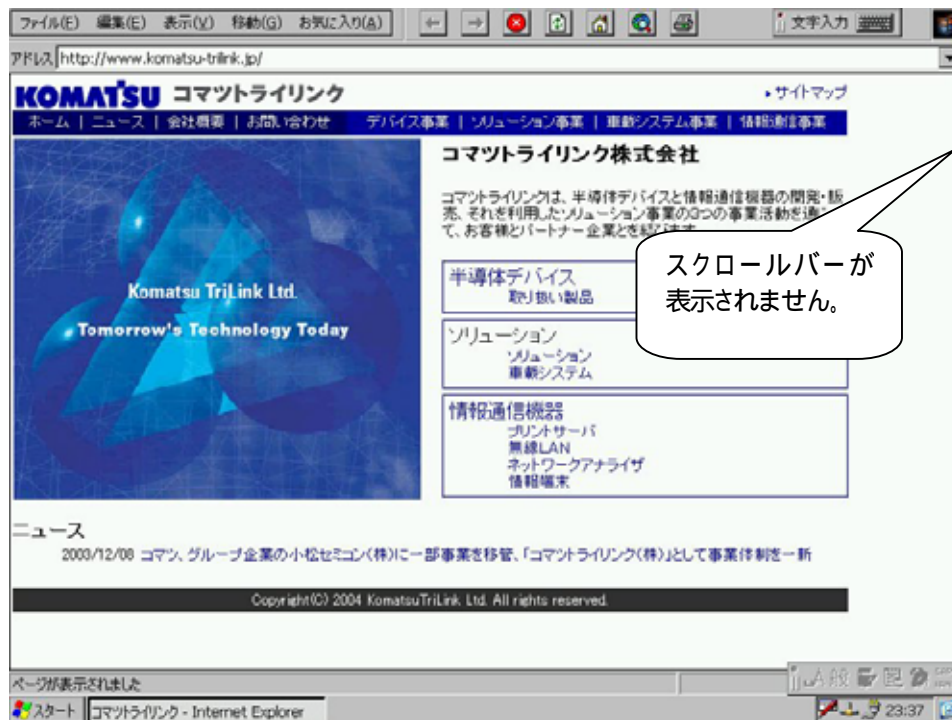 ファイル(F) 編集(E) 表示(V) 移動(G) お気に入り(A) 文字入力
アドレス http://www.komatsu-trilink.jp/
KOMATSU コマツトライリンク ・サイトマップ
ホーム | ニュース | 会社概要 | お問い合わせ デバイス事業 | ソリューション事業 | 車載システム事業 | 情報通信事業
コマツトライリンク株式会社
コマツトライリンクは、半導体デバイスと情報通信機器の開発・販
売、それを利用したソリューション事業の3つの事業活動を通
て、お客様とパートナー企業とを結びます
スクロールバーが
表示されません。
Komatsu TriLink Ltd.
Tomorrow's Technology Today
半導体デバイス
取り扱い製品
ソリューション
ソリューション
車載システム
情報通信機器
プリントサーバ
無線LAN
ネットワークアナライザ
情報端末
ニュース
2003/12/08 コマツ、グループ企業の小松セミコン(株)に一部事業を移管、「コマツトライリンク(株)」として事業体制を一新
Copyright(C) 2004 KomatsuTriLink Ltd. All rights reserved.
ページが表示されました
A 般
スタート コマツトライリンク - Internet Explorer 23:37